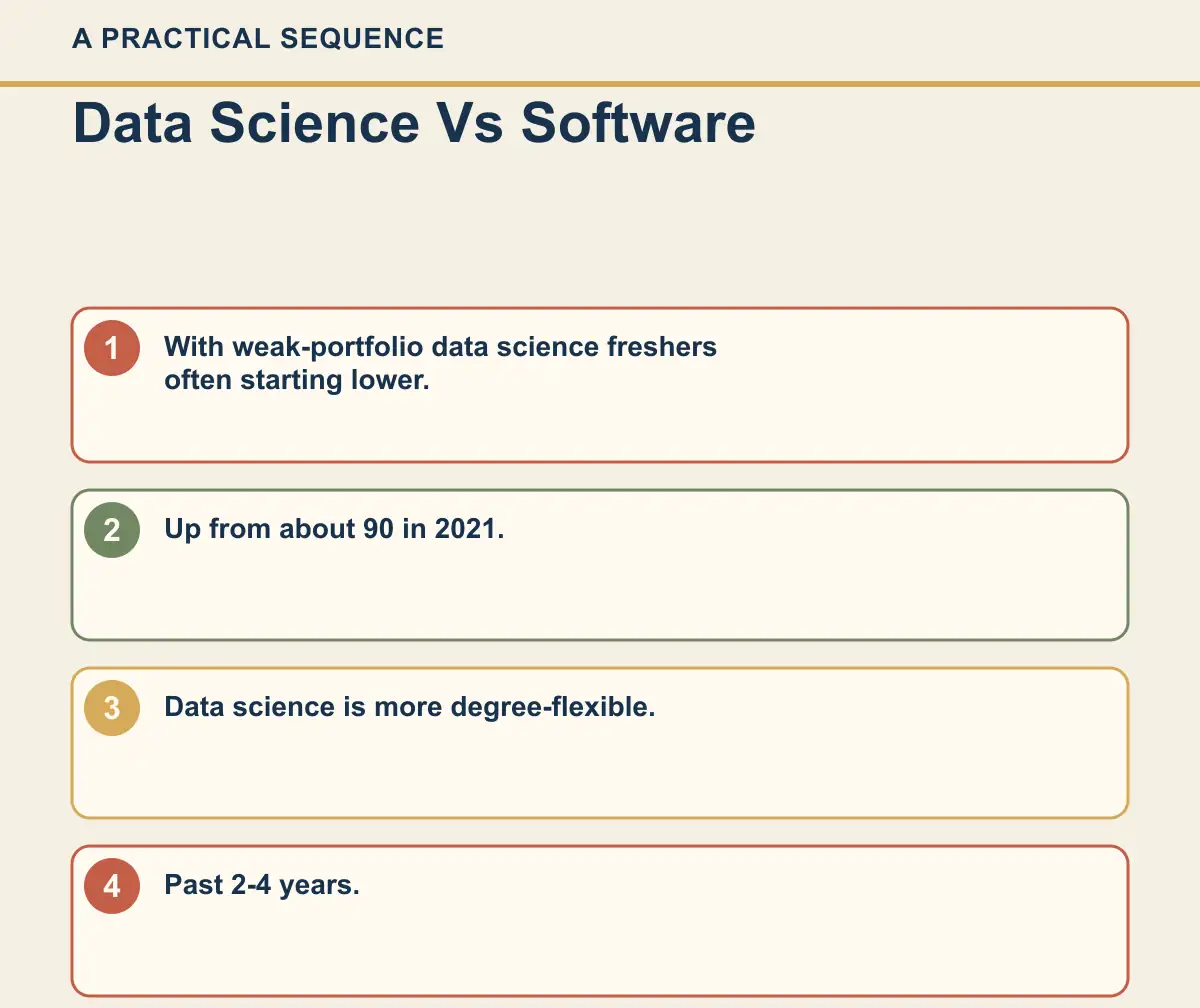 A PRACTICAL SEQUENCE
Data Science Vs Software
1
With weak-portfolio data science freshers
often starting lower.
2
Up from about 90 in 2021.
3
Data science is more degree-flexible.
4
Past 2-4 years.